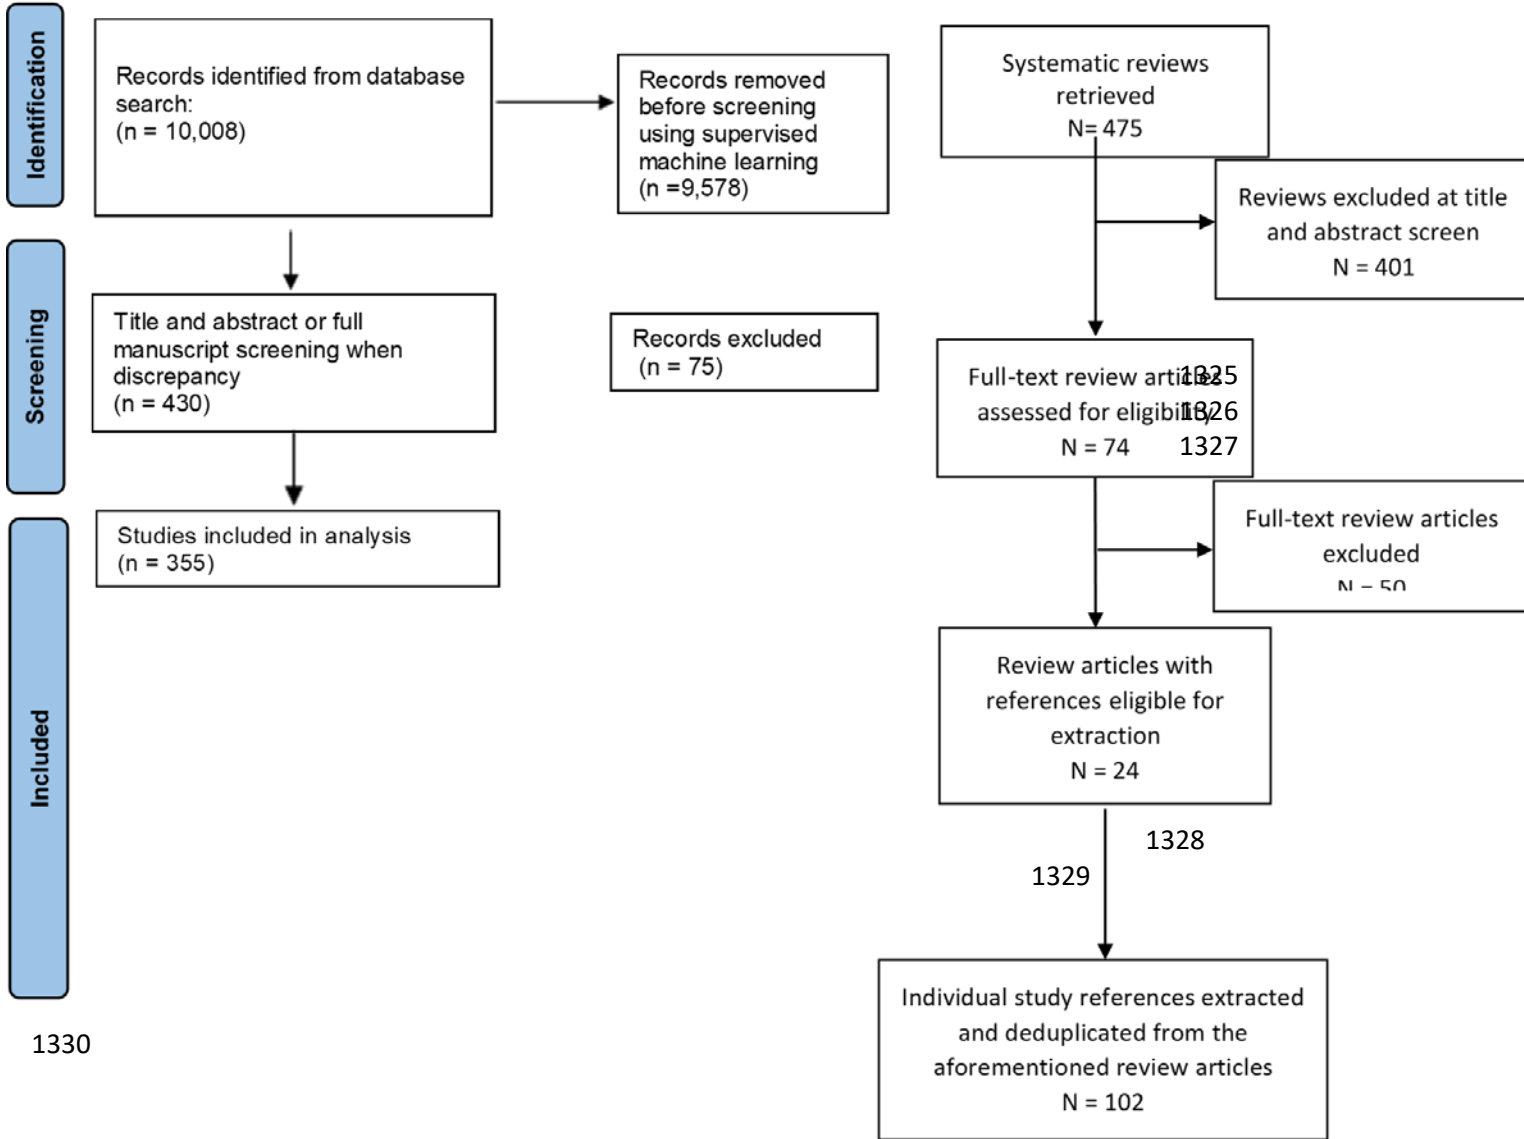 Identification
Records identified from database
search:
(n = 10,008)
Records removed
before screening
using supervised
machine learning
(n =9,578)
Screening
Title and abstract or full
manuscript screening when
discrepancy
(n = 430)
Records excluded
(n = 75)
Included
Studies included in analysis
(n = 355)
Systematic reviews
retrieved
N= 475
Reviews excluded at title
and abstract screen
N = 401
Full-text review articles
1325
assessed for eligibility
1326
N = 74
1327
Full-text review articles
excluded
N = 50
Review articles with
references eligible for
extraction
N = 24
1328
1329
Individual study references extracted
and deduplicated from the
aforementioned review articles
N = 102
1330